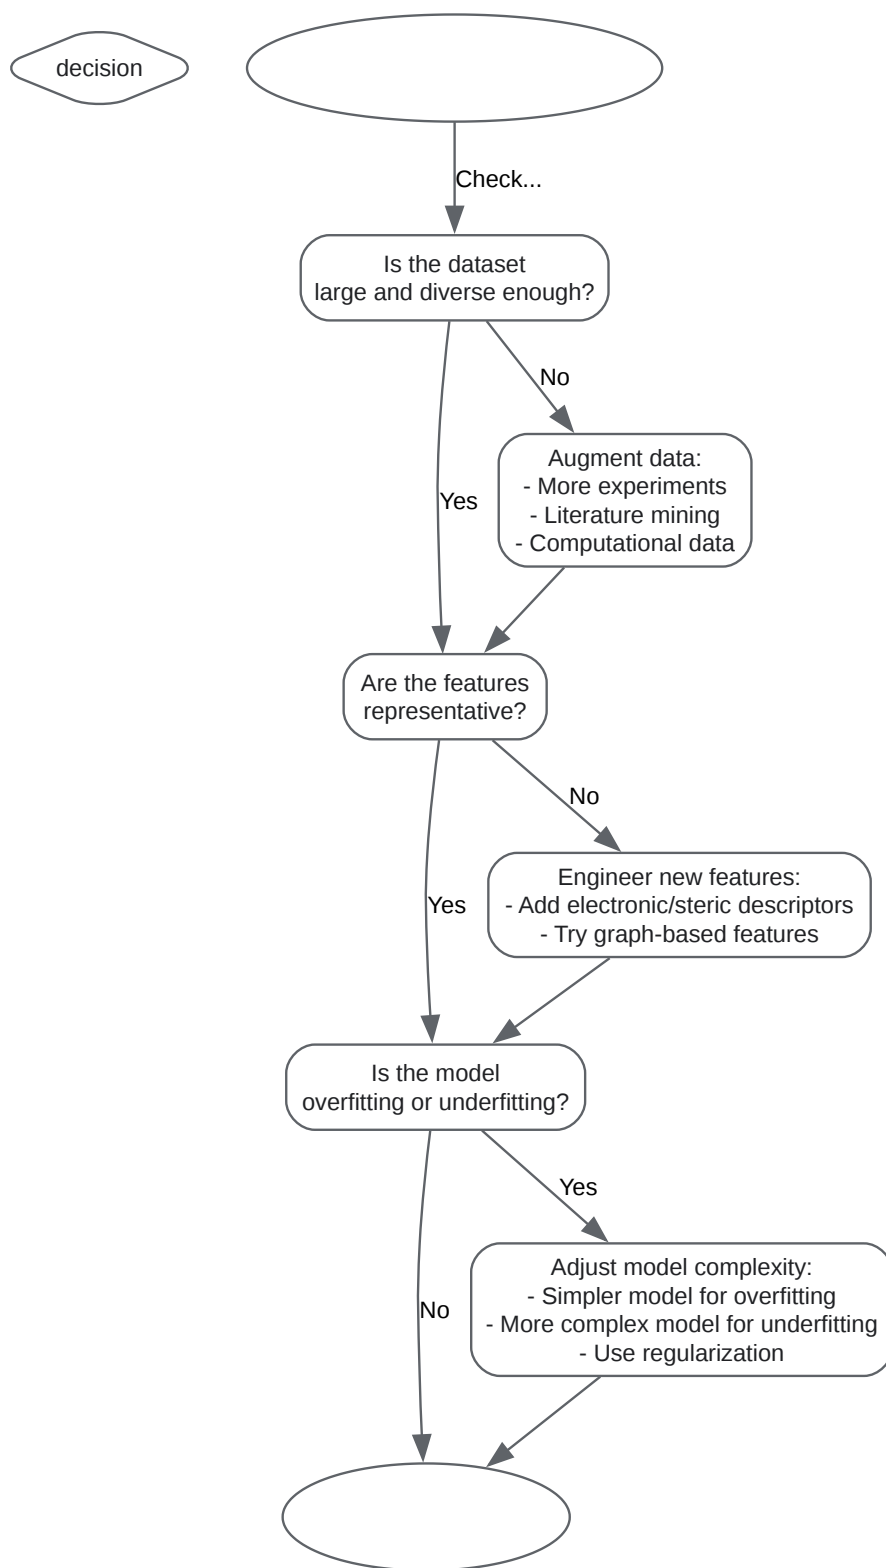 decision
Check...
Is the dataset
large and diverse enough?
No
Augment data:
- More experiments
- Literature mining
- Computational data
Yes
Are the features
representative?
No
Engineer new features:
- Add electronic/steric descriptors
- Try graph-based features
Yes
Is the model
overfitting or underfitting?
Yes
Adjust model complexity:
- Simpler model for overfitting
- More complex model for underfitting
- Use regularization
No